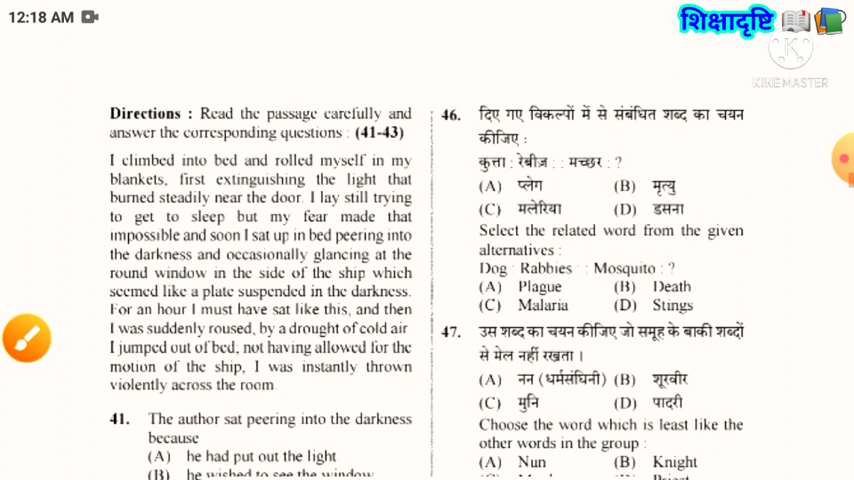 12:18 AM
शिक्षादृष्टि
K
KINEMASTER
Directions : Read the passage carefully and
answer the corresponding questions : (41-43)
I climbed into bed and rolled myself in my
blankets, first extinguishing the light that
burned steadily near the door. I lay still trying
to get to sleep but my fear made that
impossible and soon I sat up in bed peering into
the darkness and occasionally glancing at the
round window in the side of the ship which
seemed like a plate suspended in the darkness.
For an hour I must have sat like this, and then
I was suddenly roused, by a drought of cold air
I jumped out of bed; not having allowed for the
motion of the ship, I was instantly thrown
violently across the room.
41. The author sat peering into the darkness
because
(A) he had put out the light
(B) he wished to see the window
46. दिए गए विकल्पों में से संबंधित शब्द का चयन
कीजिए :
कुत्ता : रेबीज़ : : मच्छर : ?
(A) प्लेग (B) मृत्यु
(C) मलेरिया (D) डसना
Select the related word from the given
alternatives :
Dog : Rabbies : : Mosquito : ?
(A) Plague (B) Death
(C) Malaria (D) Stings
47. उस शब्द का चयन कीजिए जो समूह के बाकी शब्दों
से मेल नहीं रखता ।
(A) नन (धर्मसंघिनी) (B) शूरवीर
(C) मुनि (D) पादरी
Choose the word which is least like the
other words in the group :
(A) Nun (B) Knight